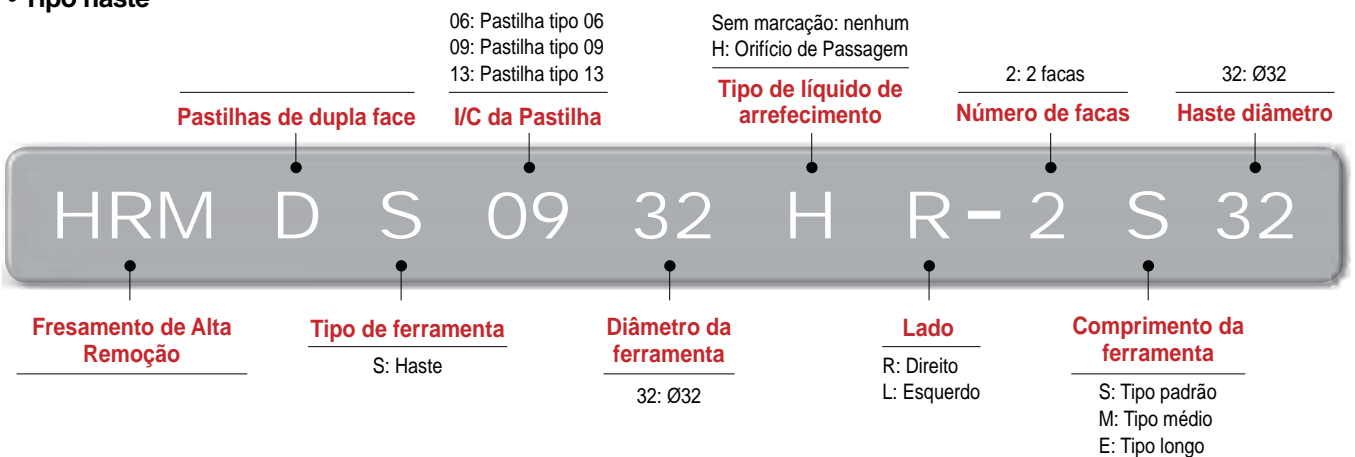 • Tipo haste
06: Pastilha tipo 06
09: Pastilha tipo 09
13: Pastilha tipo 13
Sem marcação: nenhum
H: Orifício de Passagem
2: 2 facas
32: Ø32
Pastilhas de dupla face
I/C da Pastilha
Tipo de líquido de
arrefecimento
Número de facas
Haste diâmetro
HRM D S 09 32 H R-2 S 32
Fresamento de Alta
Remoção
Tipo de ferramenta
S: Haste
Diâmetro da
ferramenta
32: Ø32
Lado
R: Direito
L: Esquerdo
Comprimento da
ferramenta
S: Tipo padrão
M: Tipo médio
E: Tipo longo